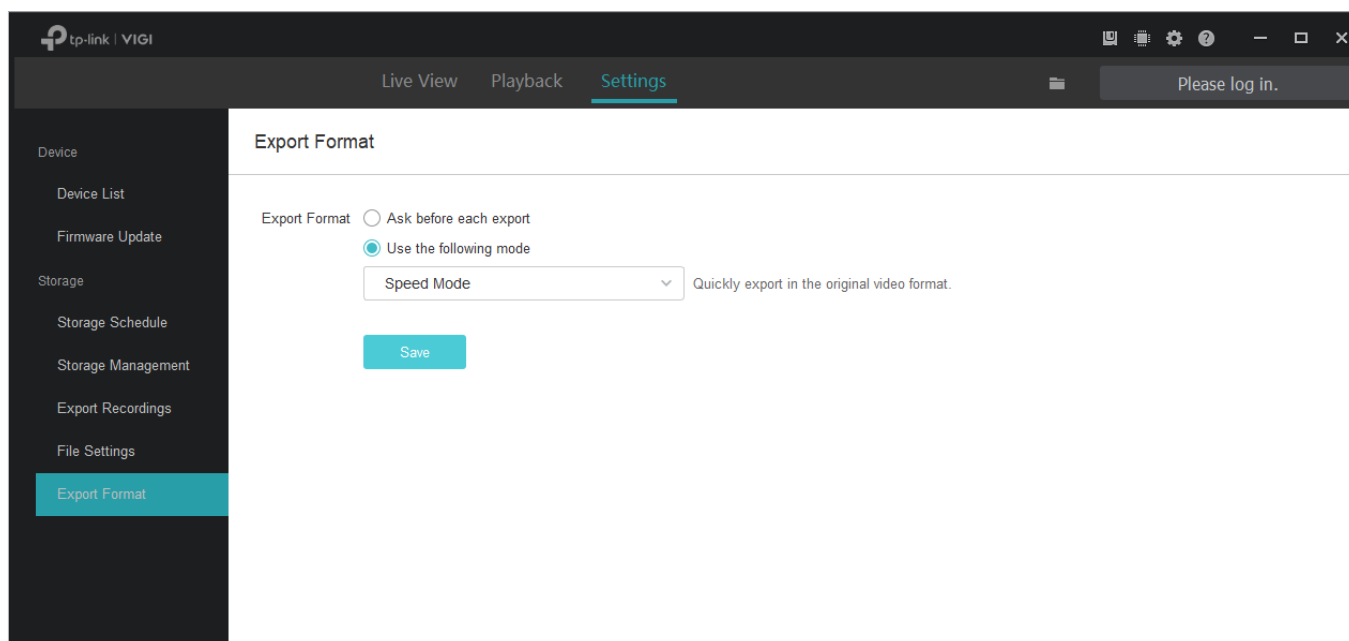 tp-link | VIGI
Live View Playback Settings
Please log in.
Device
Device List
Firmware Update
Storage
Storage Schedule
Storage Management
Export Recordings
File Settings
Export Format
Export Format
Export Format Ask before each export
Use the following mode
Speed Mode Quickly export in the original video format.
Save